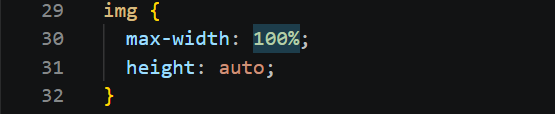 29 img {
30   max-width: 100%;
31   height: auto;
32 }